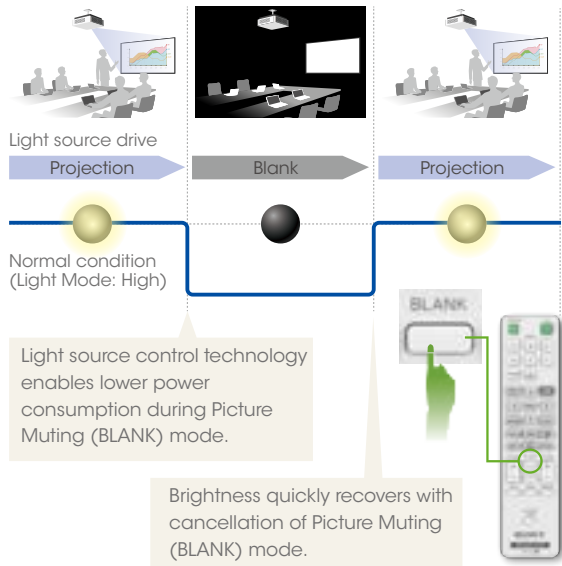 Light source drive
Projection
Blank
Projection
Normal condition
(Light Mode: High)
BLANK
Light source control technology
enables lower power
consumption during Picture
Muting (BLANK) mode.
Brightness quickly recovers with
cancellation of Picture Muting
(BLANK) mode.